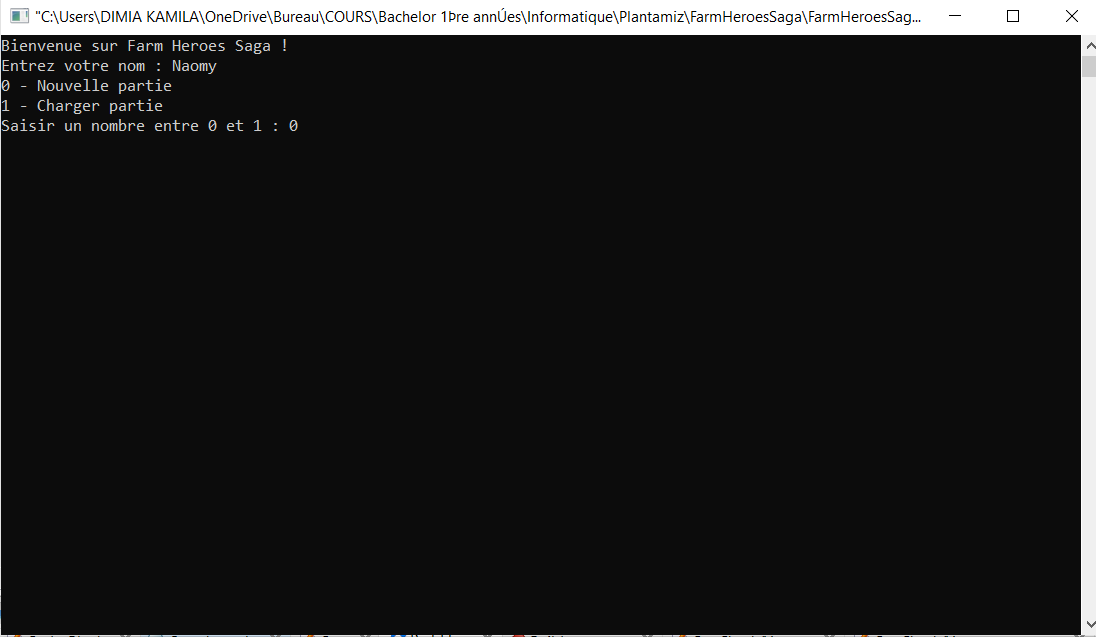 "C:\Users\DIMIA KAMILA\OneDrive\Bureau\COURS\Bachelor 1Þre annÚes\Informatique\Plantamiz\FarmHeroesSaga\FarmHeroesSag...
Bienvenue sur Farm Heroes Saga !
Entrez votre nom : Naomy
0 - Nouvelle partie
1 - Charger partie
Saisir un nombre entre 0 et 1 : 0